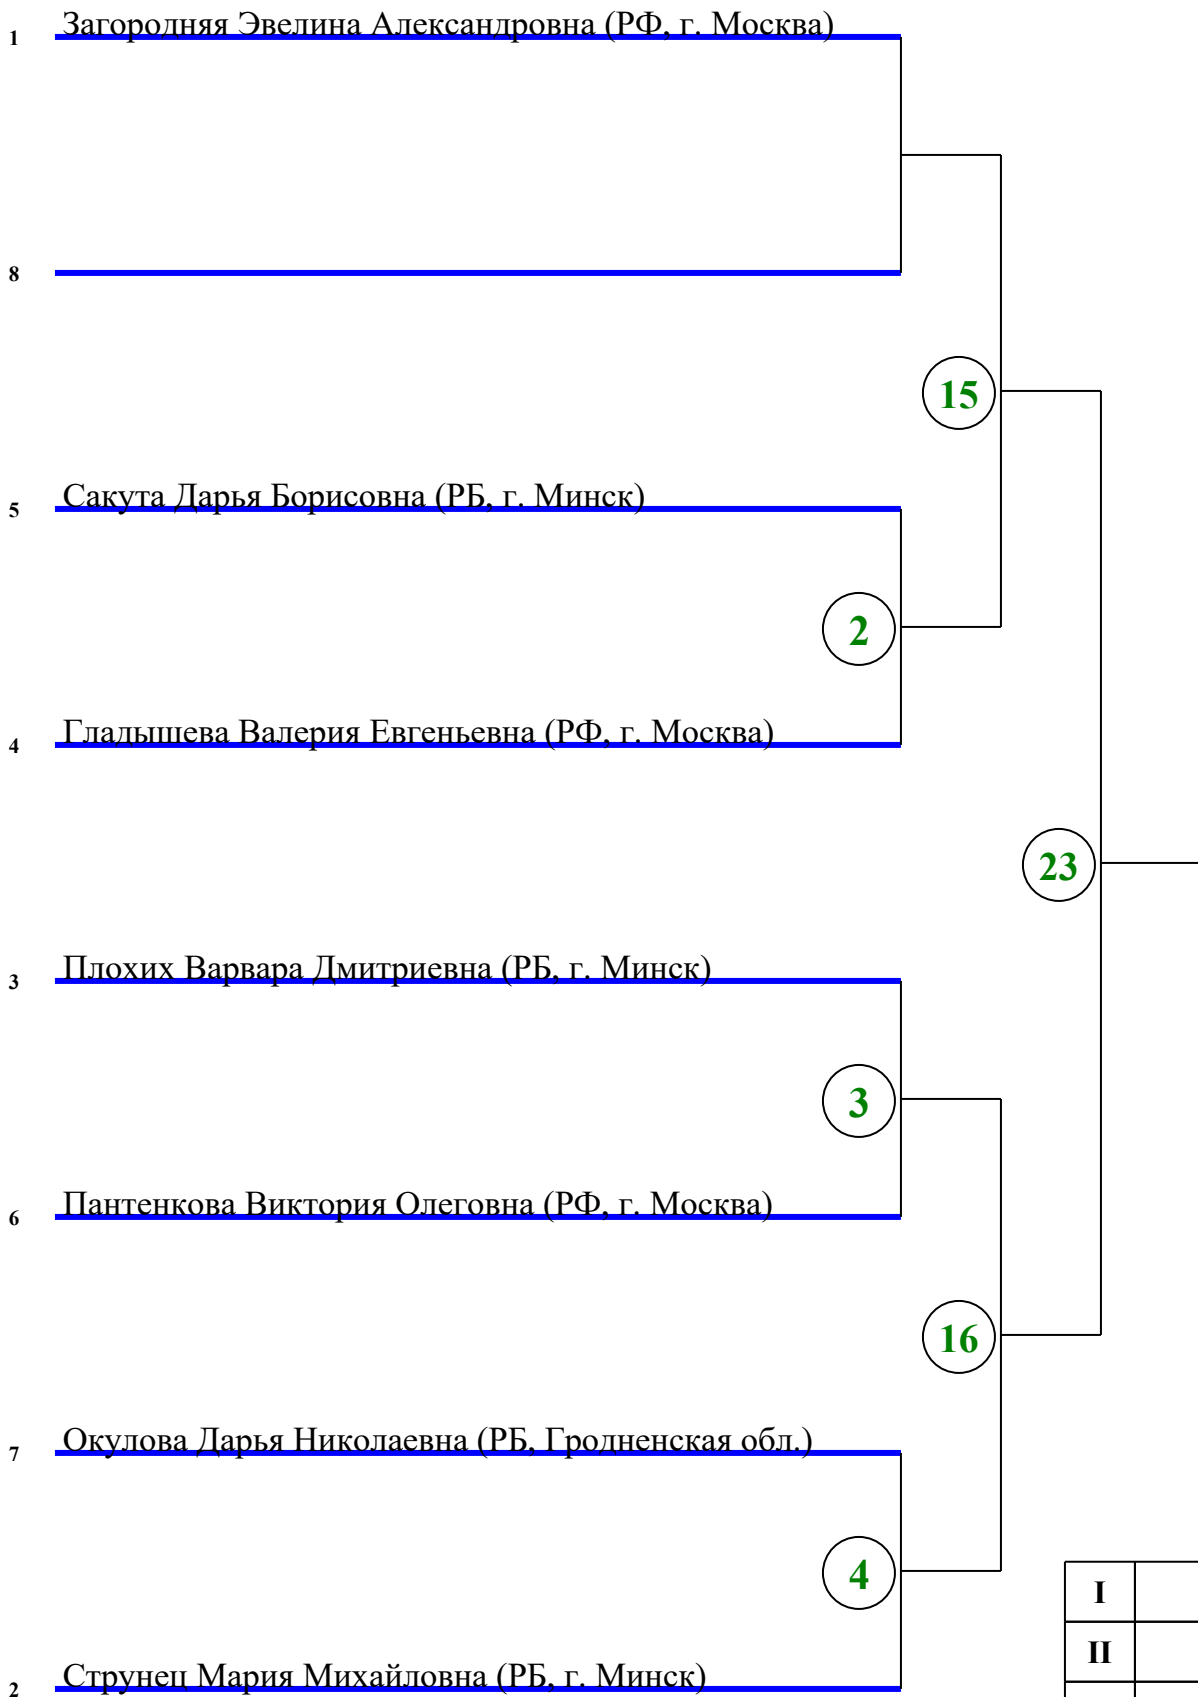 1 Загородняя Эвелина Александровна (РФ, г. Москва)
8
15
5 Сакута Дарья Борисовна (РБ, г. Минск)
2
4 Гладышева Валерия Евгеньевна (РФ, г. Москва)
23
3 Плохих Варвара Дмитриевна (РБ, г. Минск)
3
6 Пантенкова Виктория Олеговна (РФ, г. Москва)
16
7 Окулова Дарья Николаевна (РБ, Гродненская обл.)
4
I
II
2 Струнец Мария Михайловна (РБ, г. Минск)